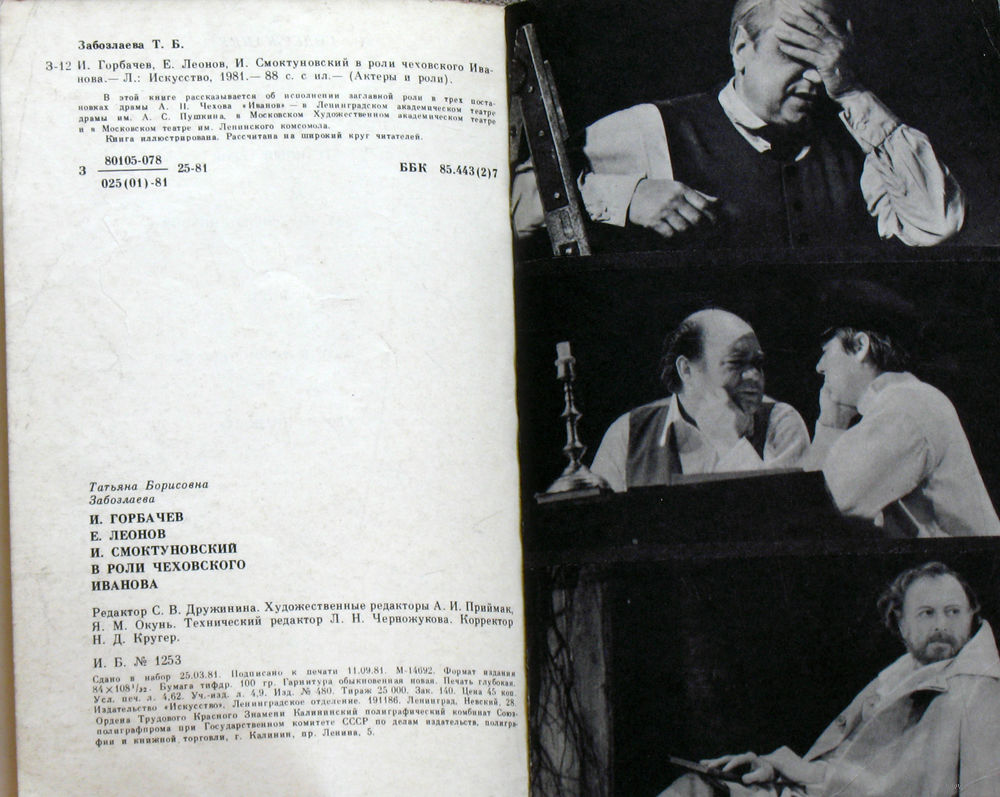 Забозлаева Т. Б.
З-12 И. Горбачев, Е. Леонов, И. Смоктуновский в роли чеховского Ива-
нова.— Л.: Искусство, 1981.— 88 с. с ил.— (Актеры и роли).
В этой книге рассказывается об исполнении заглавной роли в трех поста-
новках драмы А. П. Чехова «Иванов» — в Ленинградском академическом театре
драмы им. А. С. Пушкина, в Московском Художественном академическом театре
и в Московском театре им. Ленинского комсомола.
Книга иллюстрирована. Рассчитана на широкий круг читателей.
80105-078
З 25-81 ББК 85.443(2)7
025(01)-81
Татьяна Борисовна
Забозлаева
И. ГОРБАЧЕВ
Е. ЛЕОНОВ
И. СМОКТУНОВСКИЙ
В РОЛИ ЧЕХОВСКОГО
ИВАНОВА
Редактор С. В. Дружинина. Художественные редакторы А. И. Приймак,
Я. М. Окунь. Технический редактор Л. Н. Черножукова. Корректор
Н. Д. Кругер.
И. Б. № 1253
Сдано в набор 25.03.81. Подписано к печати 11.09.81. М-14692. Формат издания
84×108¹/₃₂. Бумага тифдр. 100 гр. Гарнитура обыкновенная новая. Печать глубокая.
Усл. печ. л. 4,62. Уч.-изд. л. 4,9. Изд. № 480. Тираж 25 000. Зак. 140. Цена 45 коп.
Издательство «Искусство», Ленинградское отделение. 191186, Ленинград, Невский, 28.
Ордена Трудового Красного Знамени Калининский полиграфический комбинат Союз-
полиграфпрома при Государственном комитете СССР по делам издательств, полигра-
фии и книжной торговли, г. Калинин, пр. Ленина, 5.